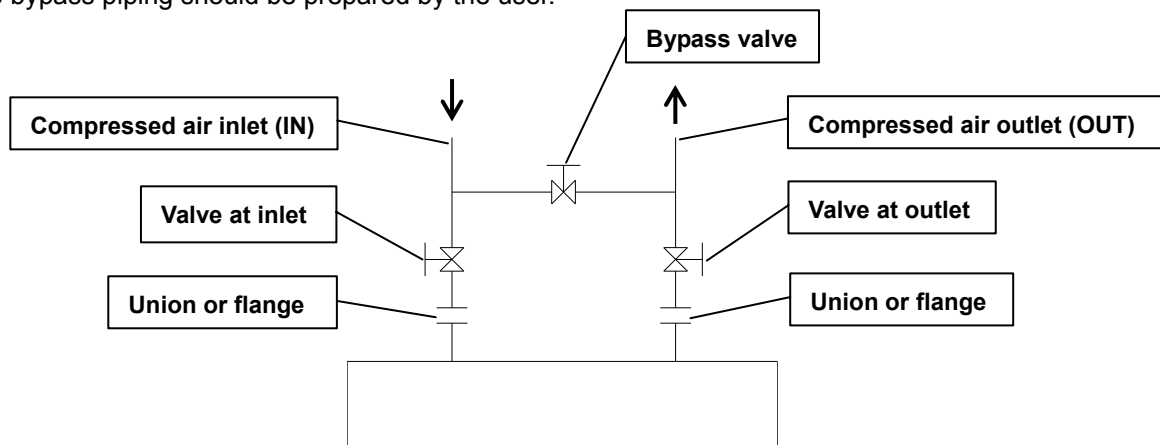 bypass piping should be prepared by the user.
Bypass valve
Compressed air inlet (IN)
Compressed air outlet (OUT)
Valve at inlet
Valve at outlet
Union or flange
Union or flange